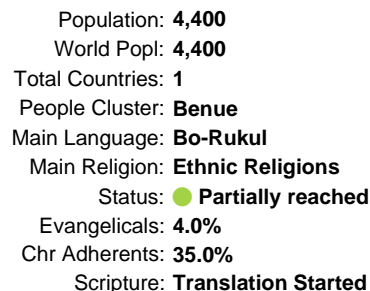 Population: 4,400
World Popl: 4,400
Total Countries: 1
People Cluster: Benue
Main Language: Bo-Rukul
Main Religion: Ethnic Religions
Status: Partially reached
Evangelicals: 4.0%
Chr Adherents: 35.0%
Scripture: Translation Started